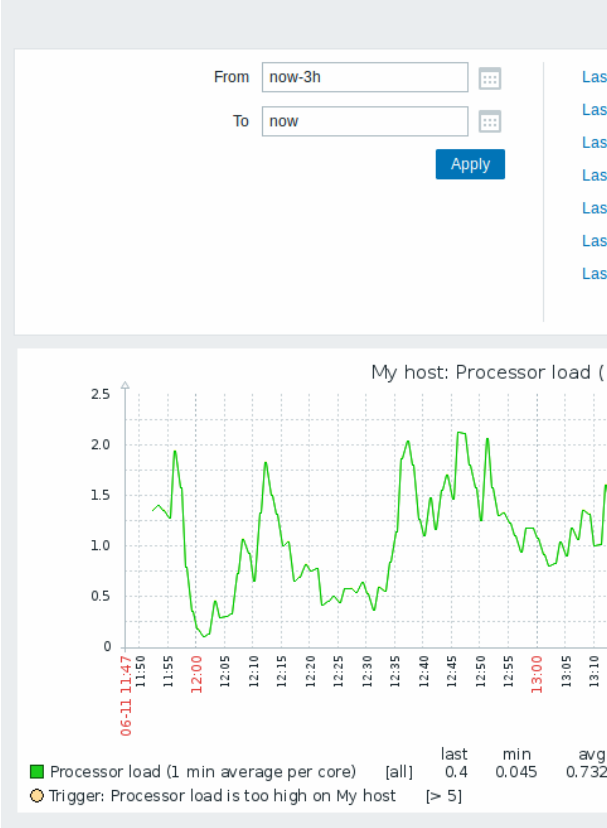 From now-3h
To now
Apply
Las
Las
Las
Las
Las
Las
Las
My host: Processor load (
2.5
2.0
1.5
1.0
0.5
0
06-11 11:47
11:50
11:55
12:00
12:05
12:10
12:15
12:20
12:25
12:30
12:35
12:40
12:45
12:50
12:55
13:00
13:05
13:10
last min avg
Processor load (1 min average per core) [all] 0.4 0.045 0.732
Trigger: Processor load is too high on My host [> 5]